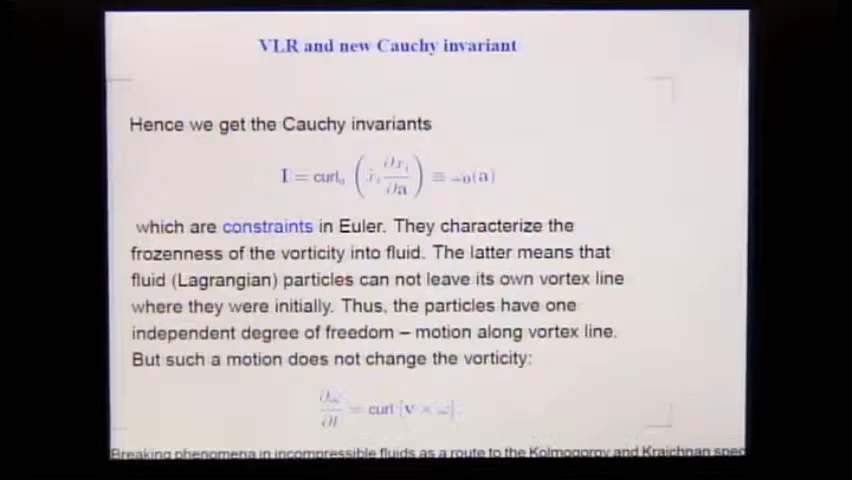 VLR and new Cauchy invariant
Hence we get the Cauchy invariants
I = curl_a (ẋ_i ∂x_i/∂a) ≡ ω_0(a)
which are constraints in Euler. They characterize the
frozenness of the vorticity into fluid. The latter means that
fluid (Lagrangian) particles can not leave its own vortex line
where they were initially. Thus, the particles have one
independent degree of freedom – motion along vortex line.
But such a motion does not change the vorticity:
∂ω/∂t = curl [v × ω].
Breaking phenomena in incompressible fluids as a route to the Kolmogorov and Kraichnan spec